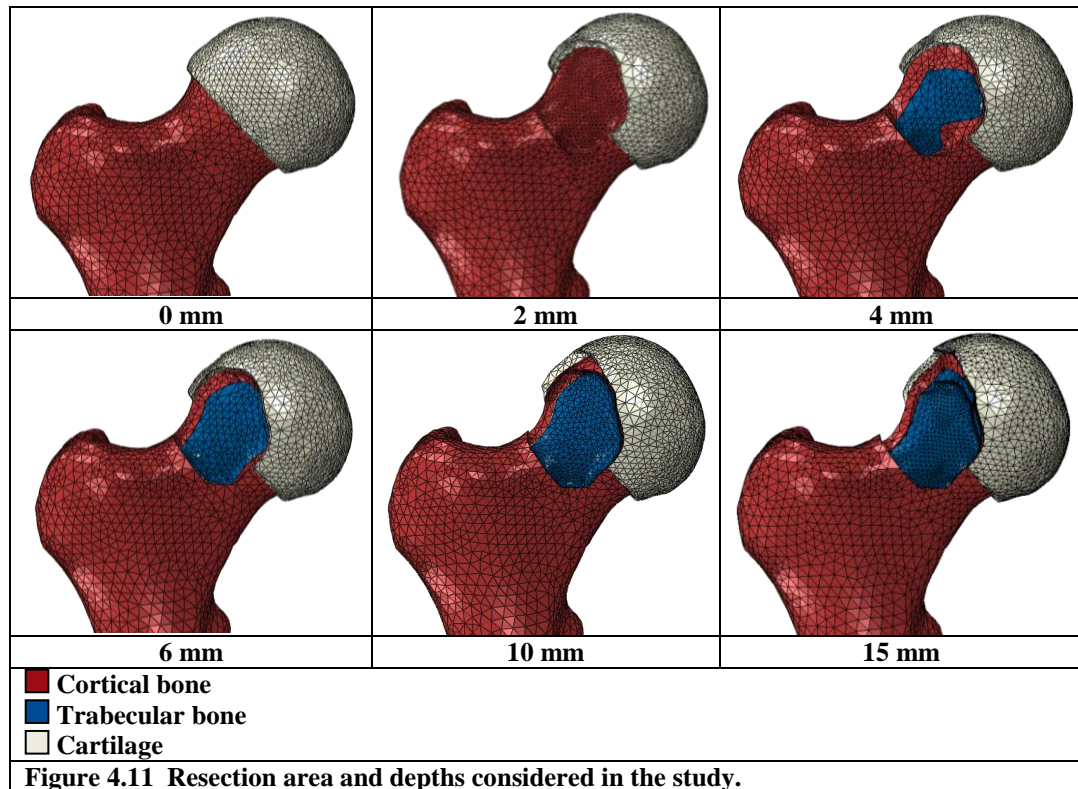 0 mm
2 mm
4 mm
6 mm
10 mm
15 mm
Cortical bone
Trabecular bone
Cartilage
Figure 4.11 Resection area and depths considered in the study.